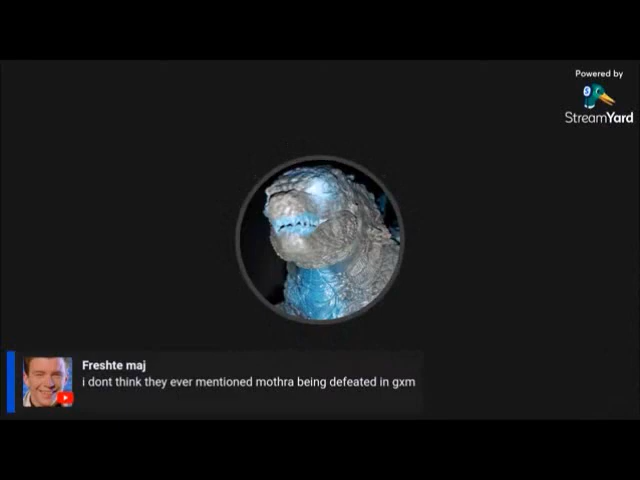 Powered by
StreamYard
Freshte maj
i dont think they ever mentioned mothra being defeated in gxm